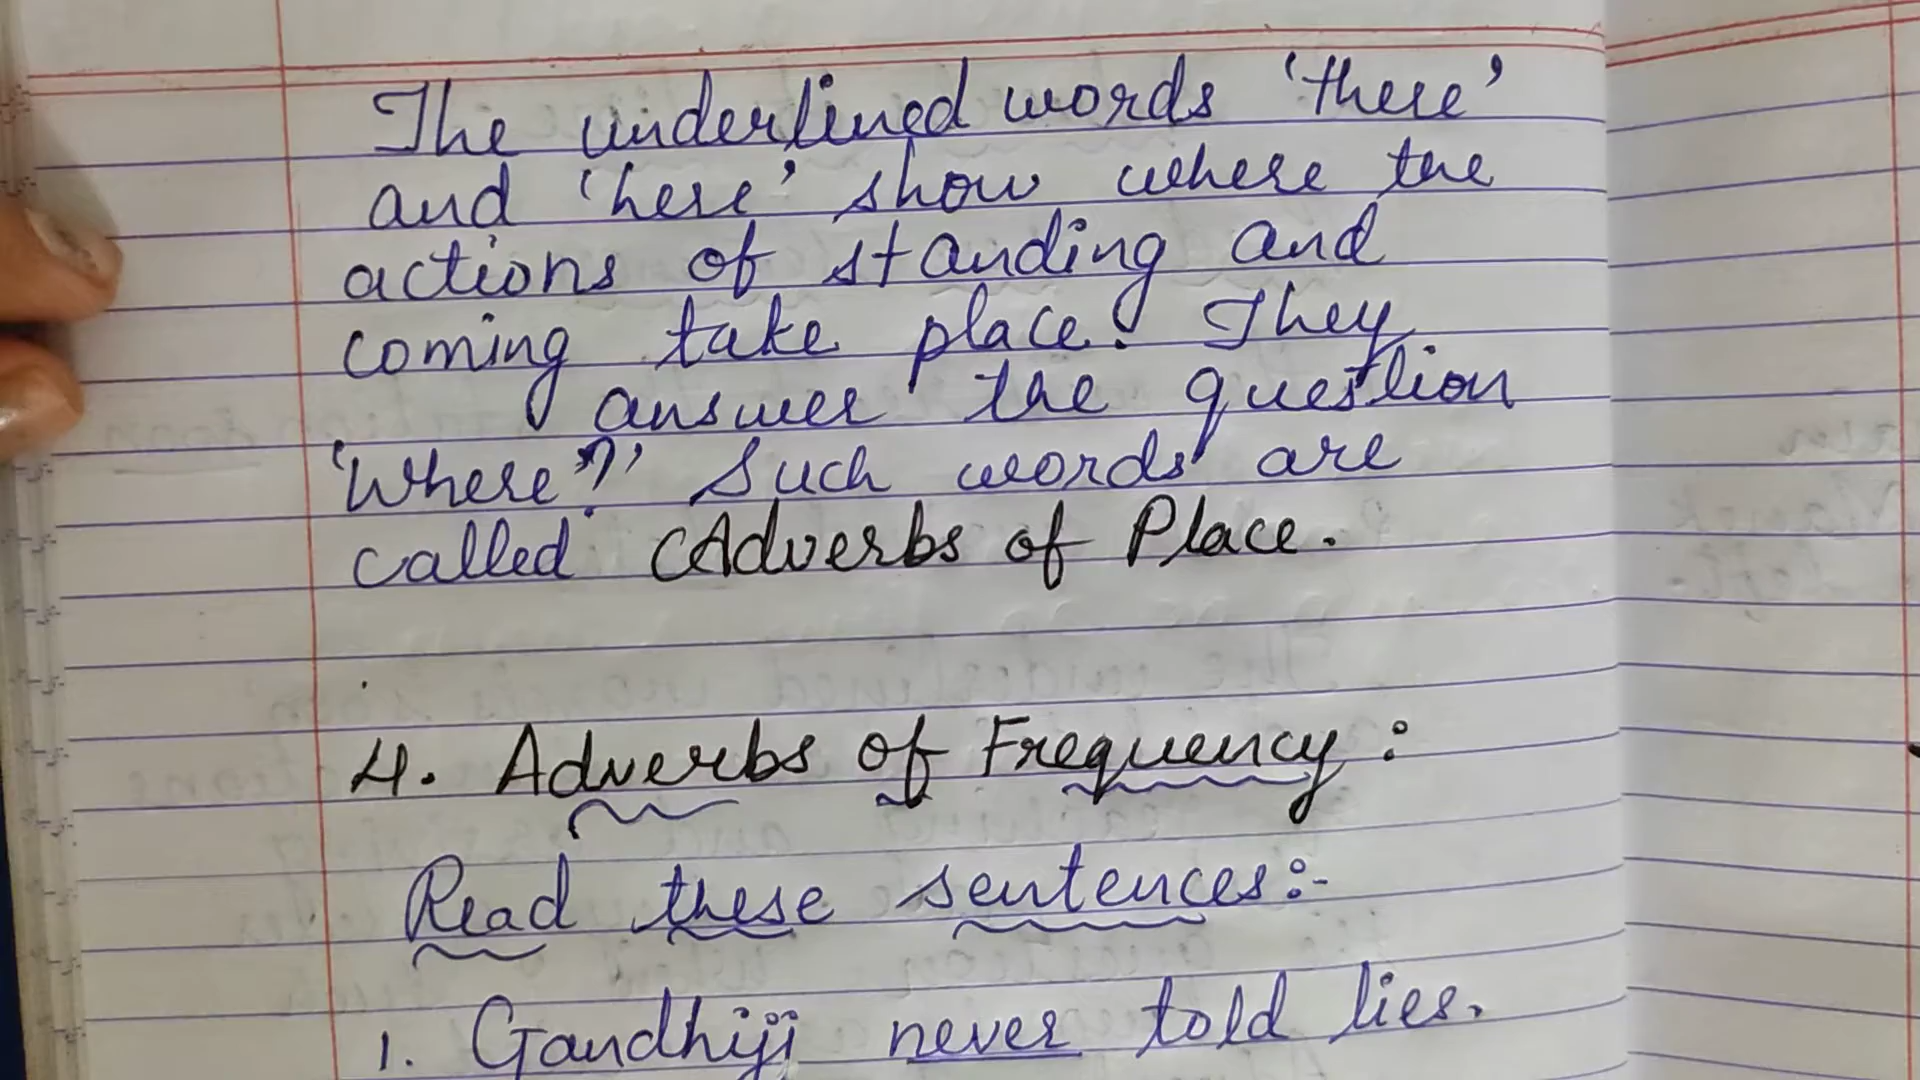 The underlined words 'there'
and 'here' show where the
actions of standing and
coming take place. They
answer the question
'Where?' Such words are
called Adverbs of Place.
4. Adverbs of Frequency:
Read these sentences:-
1. Gandhiji never told lies.